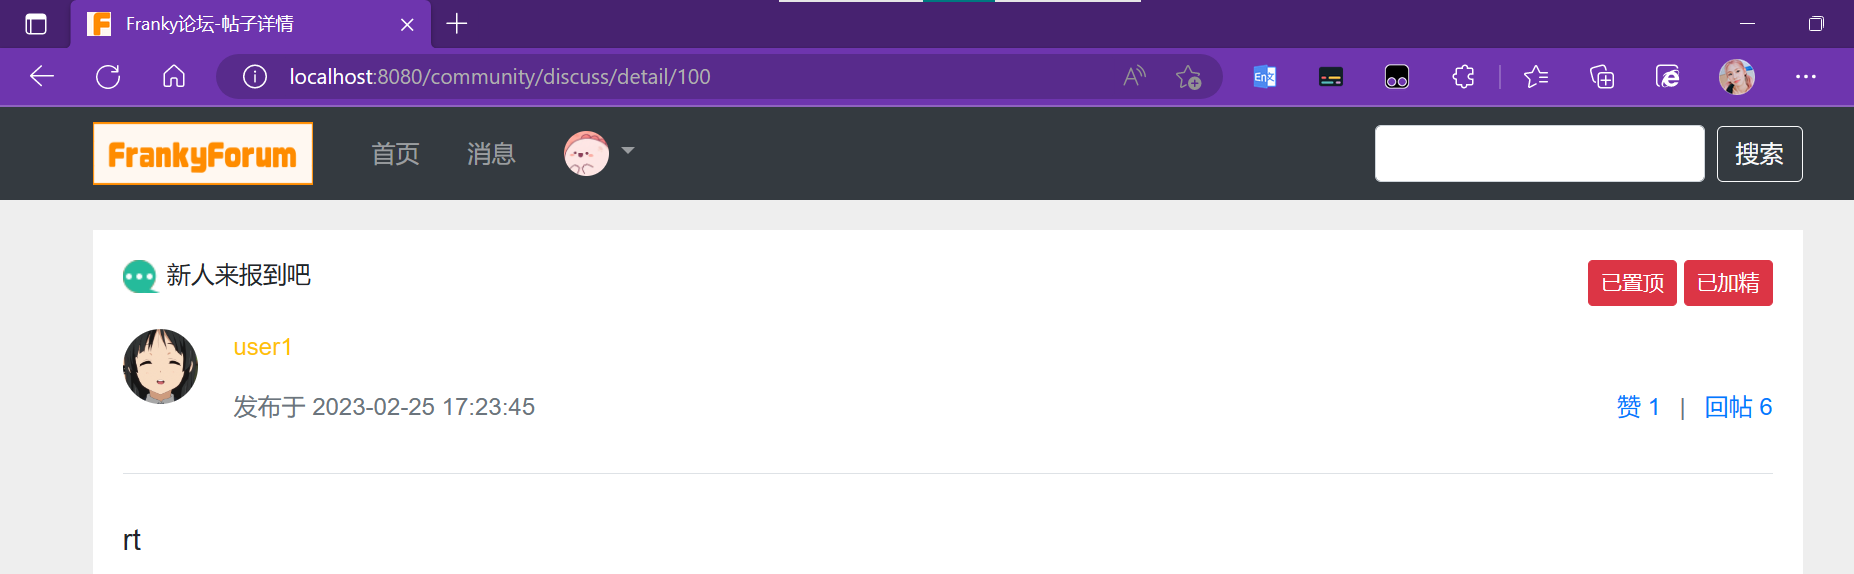 Franky论坛-帖子详情
localhost:8080/community/discuss/detail/100
FrankyForum 首页 消息 搜索
新人来报到吧 已置顶 已加精
user1
发布于 2023-02-25 17:23:45 赞 1 | 回帖 6
rt